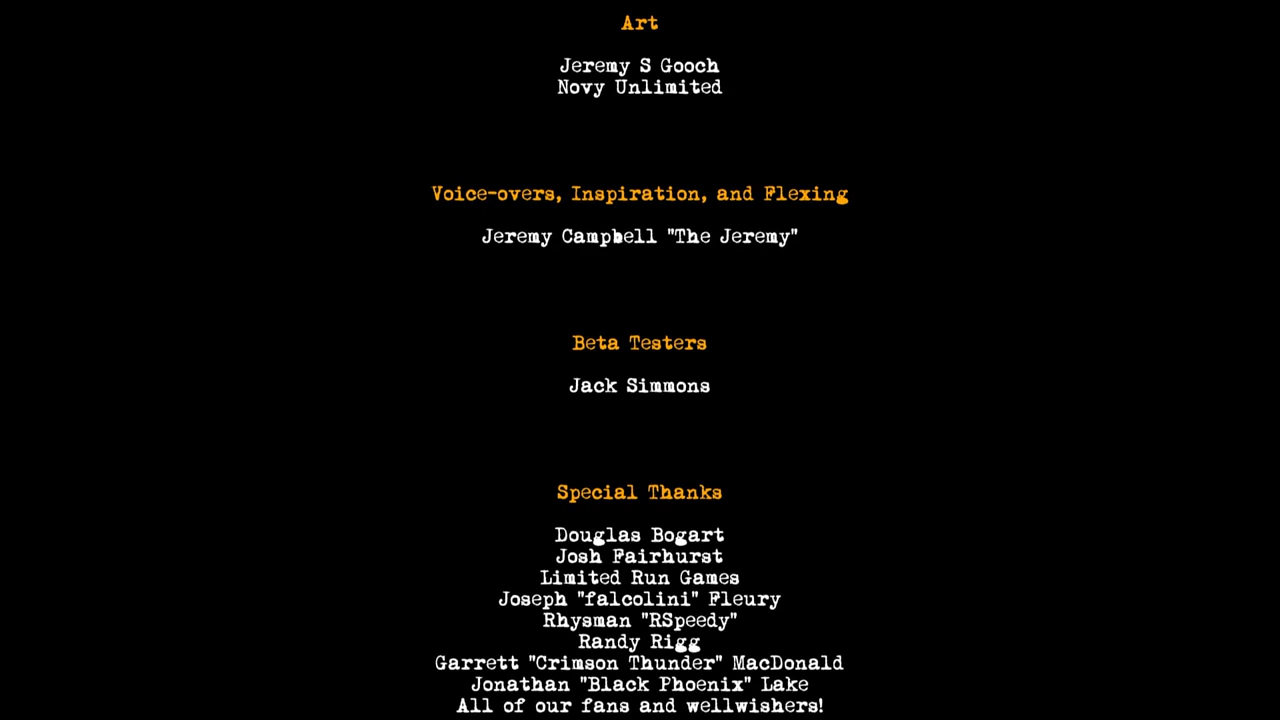 Art
Jeremy S Gooch
Novy Unlimited
Voice-overs, Inspiration, and Flexing
Jeremy Campbell "The Jeremy"
Beta Testers
Jack Simmons
Special Thanks
Douglas Bogart
Josh Fairhurst
Limited Run Games
Joseph "falcolini" Fleury
Rhysman "RSpeedy"
Randy Rigg
Garrett "Crimson Thunder" MacDonald
Jonathan "Black Phoenix" Lake
All of our fans and wellwishers!